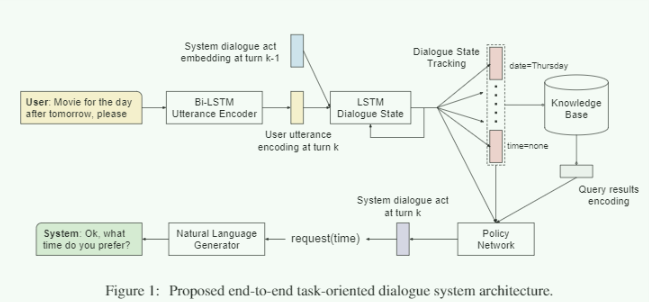 System dialogue act
embedding at turn k-1
Dialogue State
Tracking
date=Thursday
User: Movie for the day
after tomorrow, please
Bi-LSTM
Utterance Encoder
LSTM
Dialogue State
Knowledge
Base
User utterance
encoding at turn k
time=none
Query results
encoding
System dialogue act
at turn k
System: Ok, what
time do you prefer?
Natural Language
Generator
request(time)
Policy
Network
Figure 1: Proposed end-to-end task-oriented dialogue system architecture.